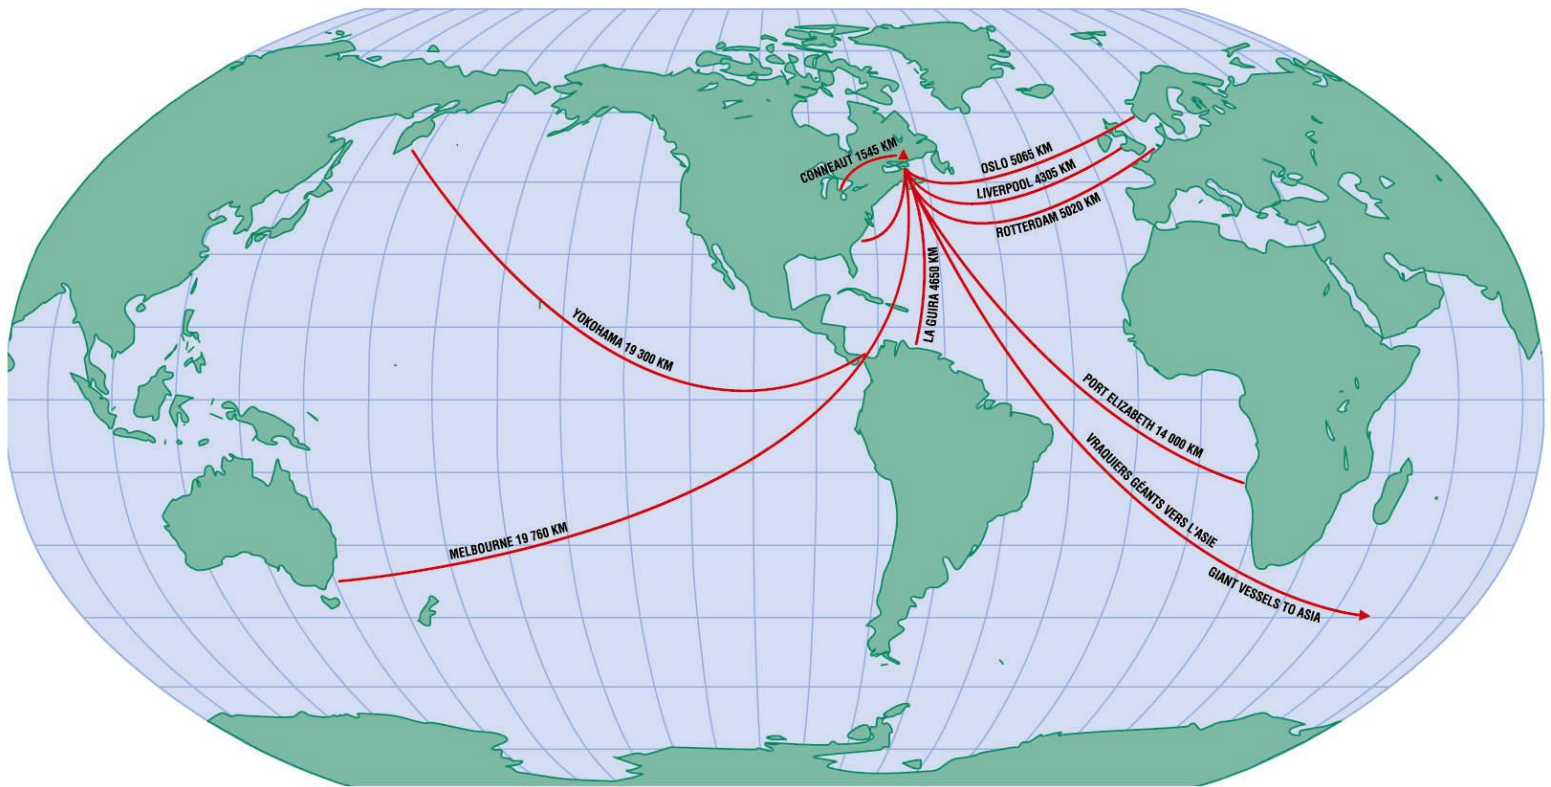 CONNEAUT 1545 KM
OSLO 5065 KM
LIVERPOOL 4305 KM
ROTTERDAM 5020 KM
LA GUIRA 4650 KM
YOKOHAMA 19 300 KM
PORT ELIZABETH 14 000 KM
VRAQUIERS GÉANTS VERS L'ASIE
MELBOURNE 19 760 KM
GIANT VESSELS TO ASIA